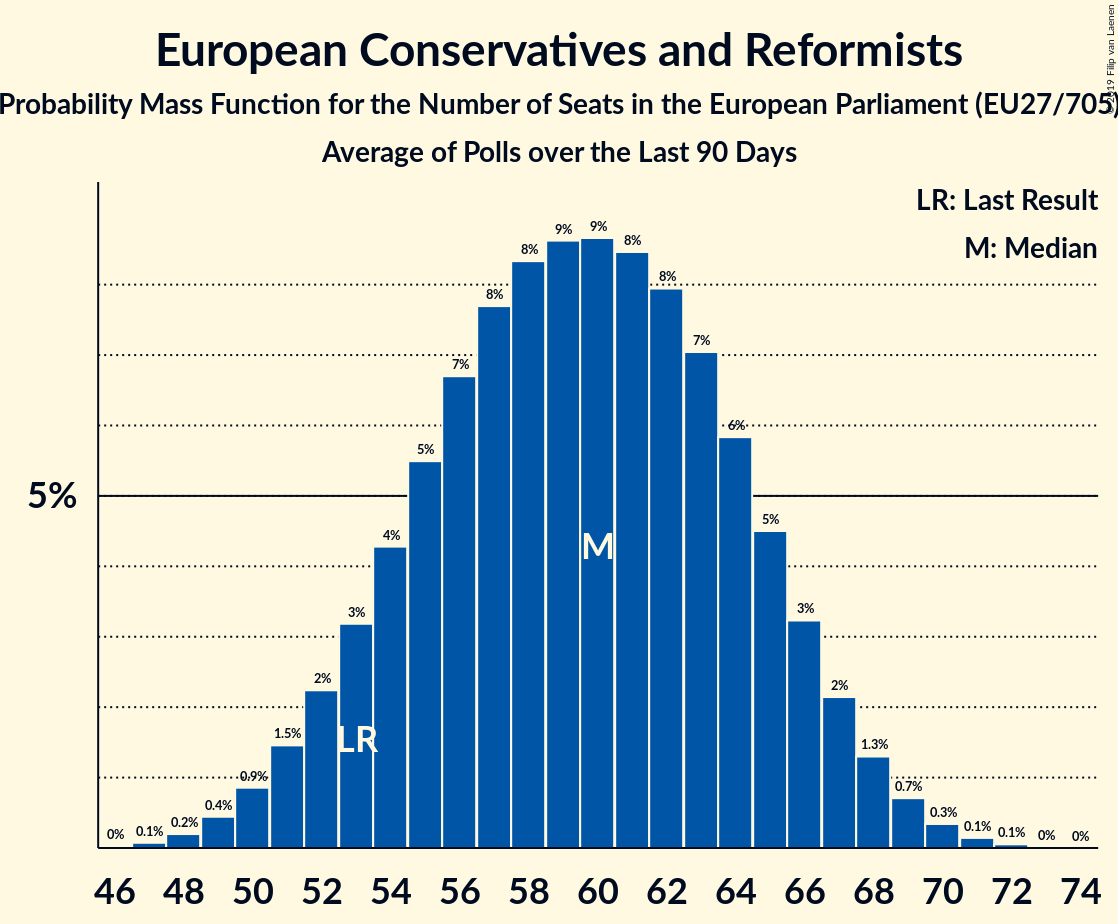 European Conservatives and Reformists
Probability Mass Function for the Number of Seats in the European Parliament (EU27/705)
Average of Polls over the Last 90 Days
© 2019 Filip van Laenen
LR: Last Result
M: Median
5%
0% 0.1% 0.2% 0.4% 0.9% 1.5% 2% 3% 4% 5% 7% 8% 8% 9% 9% 8% 8% 7% 6% 5% 3% 2% 1.3% 0.7% 0.3% 0.1% 0.1% 0% 0%
M
LR
46 48 50 52 54 56 58 60 62 64 66 68 70 72 74